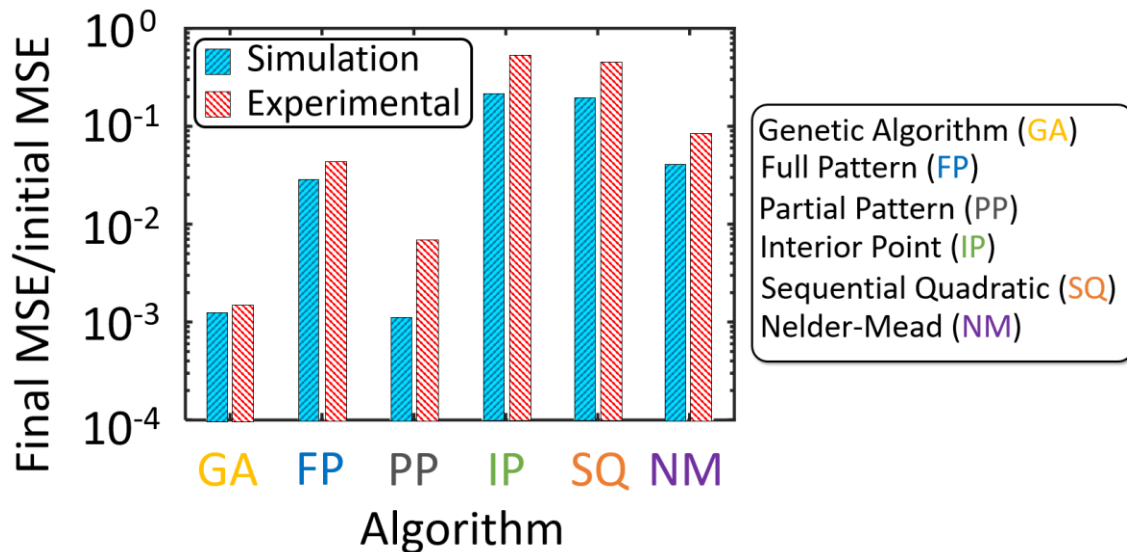 Final MSE/initial MSE
10^0
10^-1
10^-2
10^-3
10^-4
Simulation
Experimental
GA FP PP IP SQ NM
Algorithm
Genetic Algorithm (GA)
Full Pattern (FP)
Partial Pattern (PP)
Interior Point (IP)
Sequential Quadratic (SQ)
Nelder-Mead (NM)